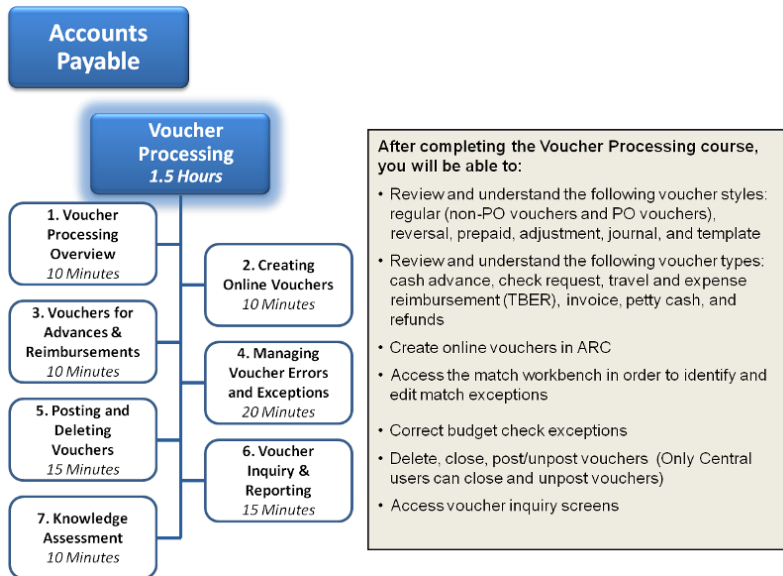 Accounts
Payable
Voucher
Processing
1.5 Hours
1. Voucher
Processing
Overview
10 Minutes
2. Creating
Online Vouchers
10 Minutes
3. Vouchers for
Advances &
Reimbursements
10 Minutes
4. Managing
Voucher Errors
and Exceptions
20 Minutes
5. Posting and
Deleting
Vouchers
15 Minutes
6. Voucher
Inquiry &
Reporting
15 Minutes
7. Knowledge
Assessment
10 Minutes
After completing the Voucher Processing course,
you will be able to:
• Review and understand the following voucher styles:
regular (non-PO vouchers and PO vouchers),
reversal, prepaid, adjustment, journal, and template
• Review and understand the following voucher types:
cash advance, check request, travel and expense
reimbursement (TBER), invoice, petty cash, and
refunds
• Create online vouchers in ARC
• Access the match workbench in order to identify and
edit match exceptions
• Correct budget check exceptions
• Delete, close, post/unpost vouchers (Only Central
users can close and unpost vouchers)
• Access voucher inquiry screens